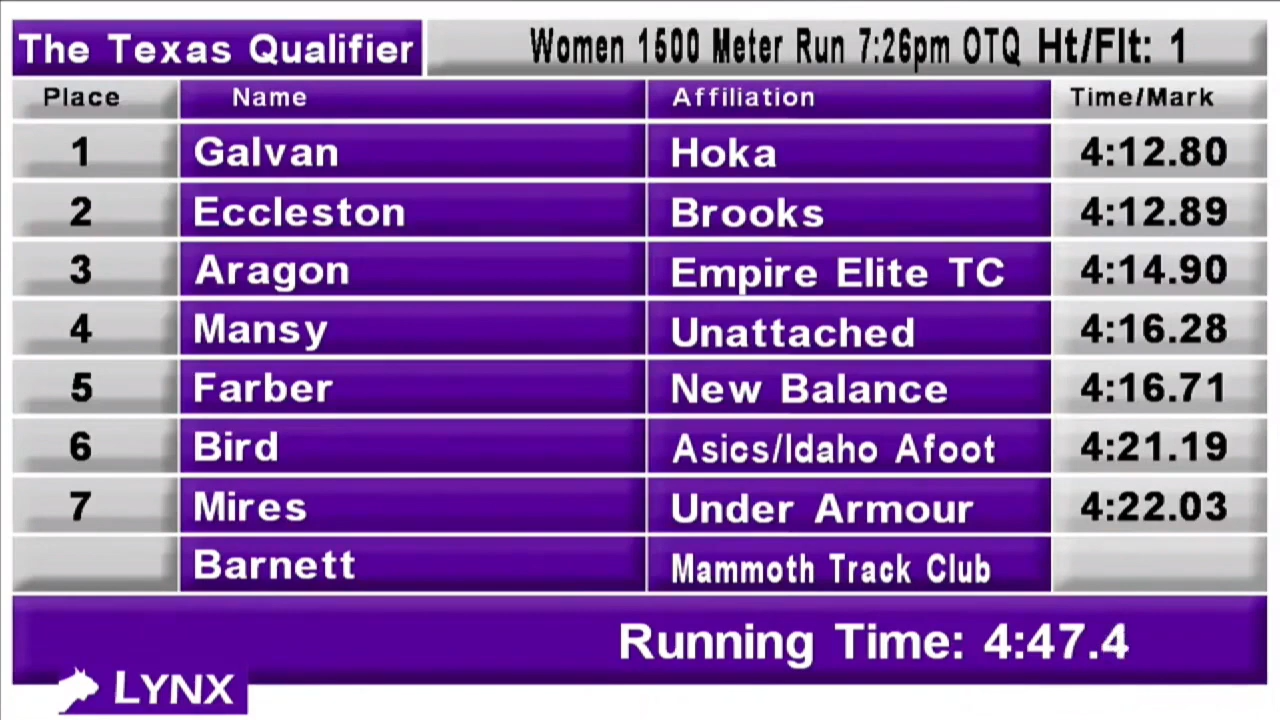 The Texas Qualifier Women 1500 Meter Run 7:26pm OTQ Ht/Flt: 1
Place Name Affiliation Time/Mark
1 Galvan Hoka 4:12.80
2 Eccleston Brooks 4:12.89
3 Aragon Empire Elite TC 4:14.90
4 Mansy Unattached 4:16.28
5 Farber New Balance 4:16.71
6 Bird Asics/Idaho Afoot 4:21.19
7 Mires Under Armour 4:22.03
Barnett Mammoth Track Club
Running Time: 4:47.4
LYNX